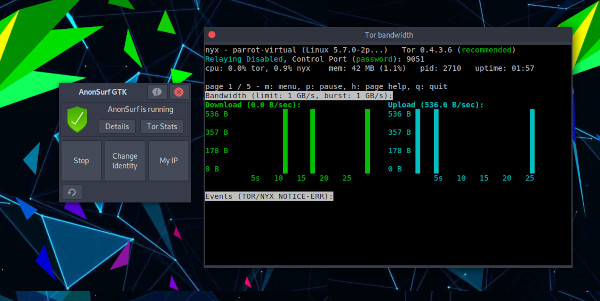 AnonSurf GTK
AnonSurf is running
Details
Tor Stats
Stop
Change
Identity
My IP
Tor bandwidth
nyx - parrot-virtual (Linux 5.7.0-2p...) Tor 0.4.3.6 (recommended)
Relaying Disabled, Control Port (password): 9051
cpu: 0.0% tor, 0.9% nyx mem: 42 MB (1.1%) pid: 2710 uptime: 01:57
page 1 / 5 - m: menu, p: pause, h: page help, q: quit
Bandwidth (limit: 1 GB/s, burst: 1 GB/s):
Download (0.0 B/sec): Upload (536.0 B/sec):
536 B 536 B
357 B 357 B
178 B 178 B
0 B 0 B
5s 10 15 20 25 5s 10 15 20 25
Events (TOR/NYX NOTICE-ERR):